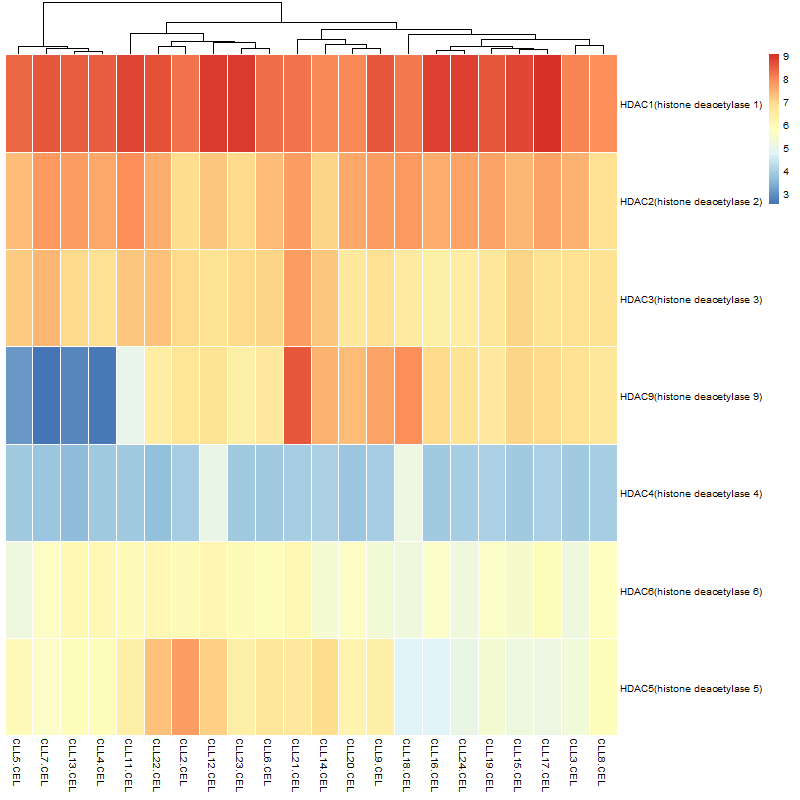 9
8
7
6
5
4
3
HDAC1(histone deacetylase 1)
HDAC2(histone deacetylase 2)
HDAC3(histone deacetylase 3)
HDAC9(histone deacetylase 9)
HDAC4(histone deacetylase 4)
HDAC6(histone deacetylase 6)
HDAC5(histone deacetylase 5)
CLL5.CEL
CLL7.CEL
CLL13.CEL
CLL4.CEL
CLL11.CEL
CLL22.CEL
CLL2.CEL
CLL12.CEL
CLL23.CEL
CLL6.CEL
CLL21.CEL
CLL14.CEL
CLL20.CEL
CLL9.CEL
CLL18.CEL
CLL16.CEL
CLL24.CEL
CLL19.CEL
CLL15.CEL
CLL17.CEL
CLL3.CEL
CLL8.CEL